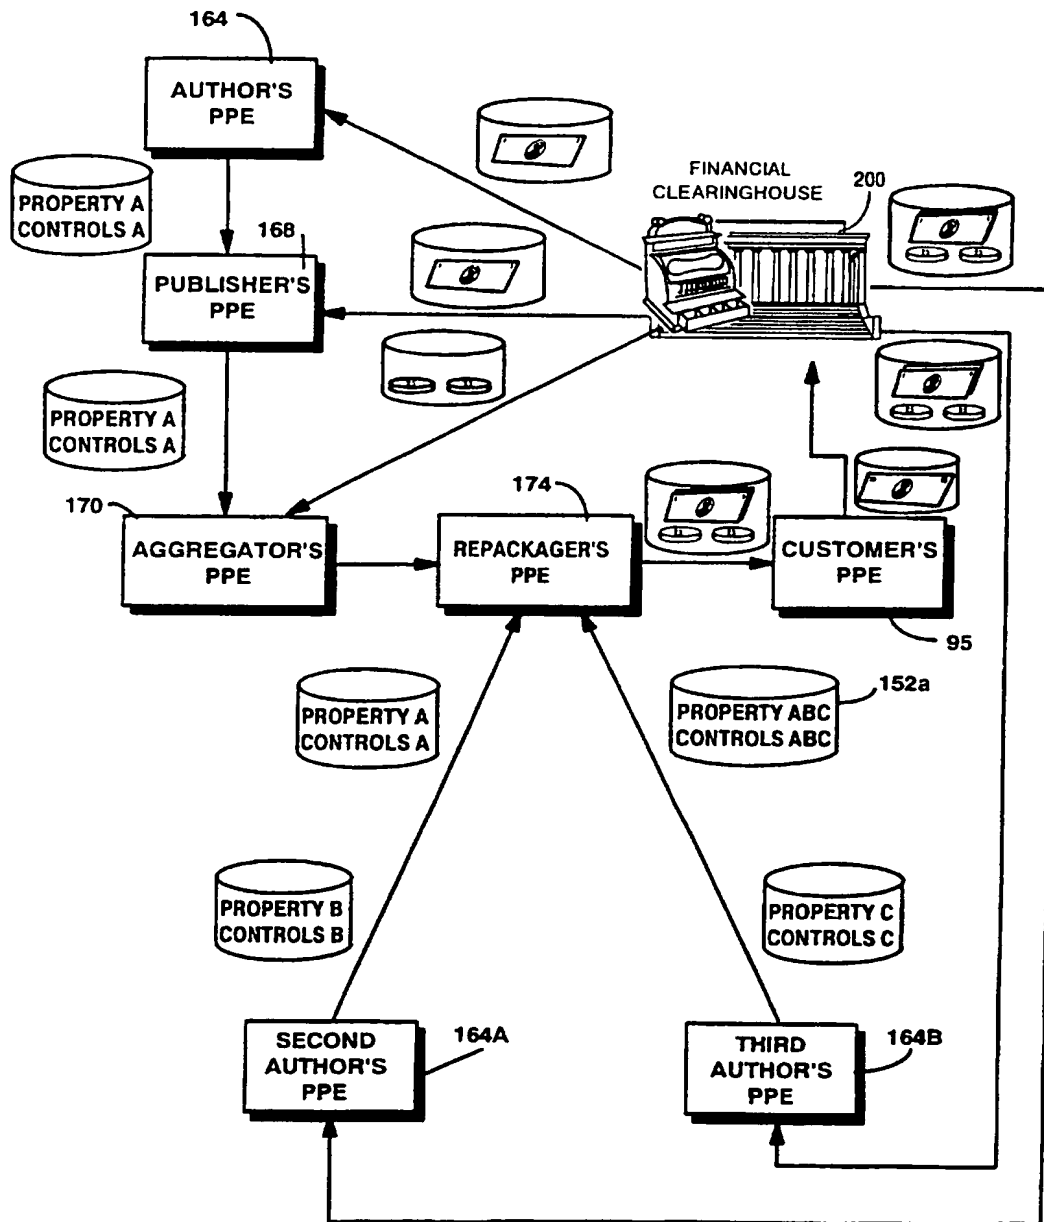 164
AUTHOR'S
PPE
FINANCIAL
CLEARINGHOUSE
200
PROPERTY A
CONTROLS A
168
PUBLISHER'S
PPE
PROPERTY A
CONTROLS A
170
174
AGGREGATOR'S
PPE
REPACKAGER'S
PPE
CUSTOMER'S
PPE
95
152a
PROPERTY A
CONTROLS A
PROPERTY ABC
CONTROLS ABC
PROPERTY B
CONTROLS B
PROPERTY C
CONTROLS C
SECOND
AUTHOR'S
PPE
164A
THIRD
AUTHOR'S
PPE
164B